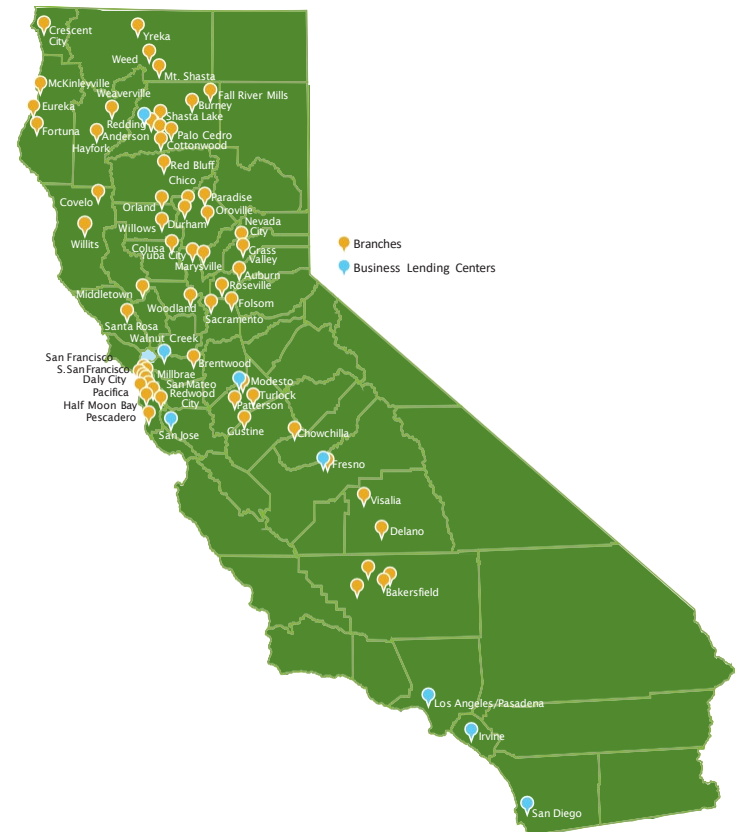 Crescent
City
Yreka
Weed
Mt. Shasta
McKinleyville
Weaverville
Fall River Mills
Burney
Eureka
Shasta Lake
Redding
Fortuna
Anderson
Palo Cedro
Hayfork
Cottonwood
Red Bluff
Chico
Covelo
Paradise
Orland
Oroville
Willows
Durham
Nevada
City
Willits
Colusa
Yuba City
Grass
Valley
Marysville
Auburn
Branches
Business Lending Centers
Middletown
Roseville
Woodland
Folsom
Sacramento
Santa Rosa
Walnut Creek
San Francisco
Brentwood
S.San Francisco
Millbrae
Daly City
San Mateo
Modesto
Pacifica
Redwood
City
Turlock
Patterson
Half Moon Bay
Pescadero
San Jose
Gustine
Chowchilla
Fresno
Visalia
Delano
Bakersfield
Los Angeles/Pasadena
Irvine
San Diego